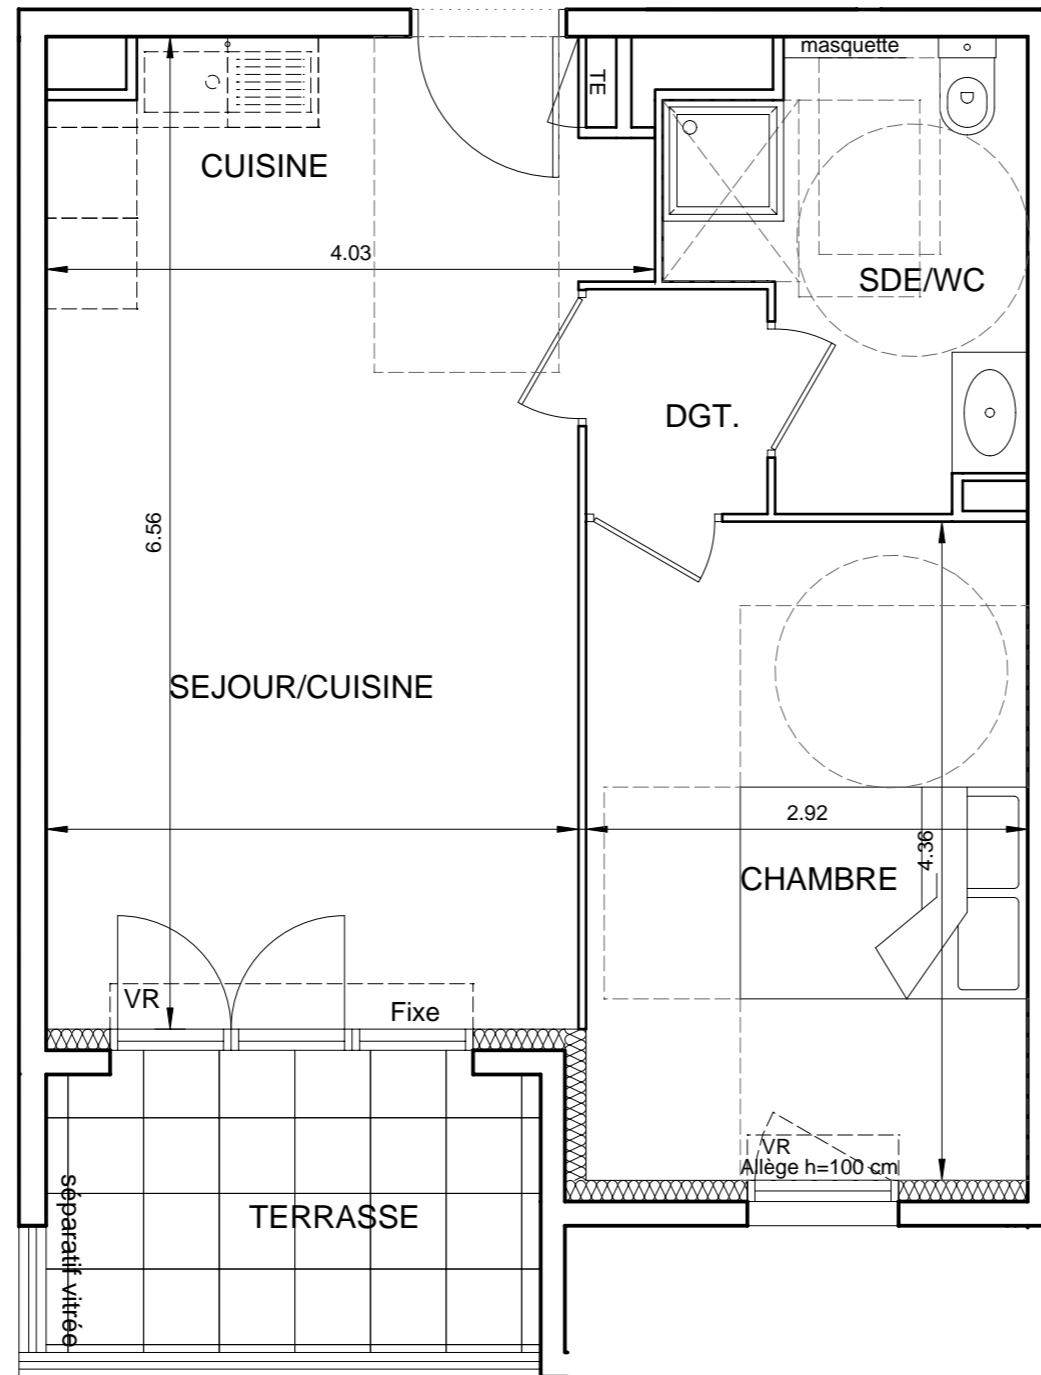 masquette
TE
CUISINE
4.03
SDE/WC
DGT.
6.56
SEJOUR/CUISINE
2.92
4.36
CHAMBRE
VR
Fixe
VR
Allège h=100 cm
séparatif vitrée
TERRASSE